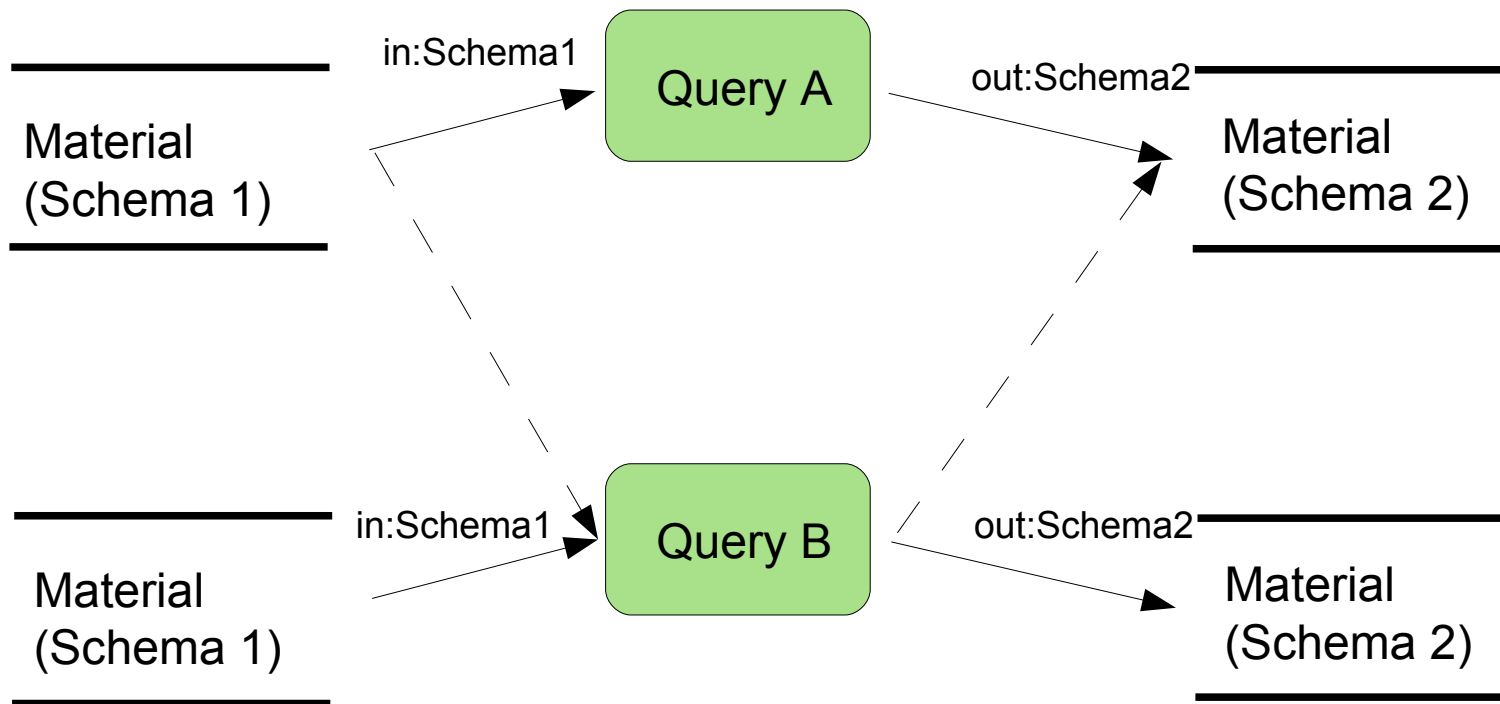 in:Schema1
Query A
out:Schema2
Material
(Schema 1)
Material
(Schema 2)
in:Schema1
Query B
out:Schema2
Material
(Schema 1)
Material
(Schema 2)